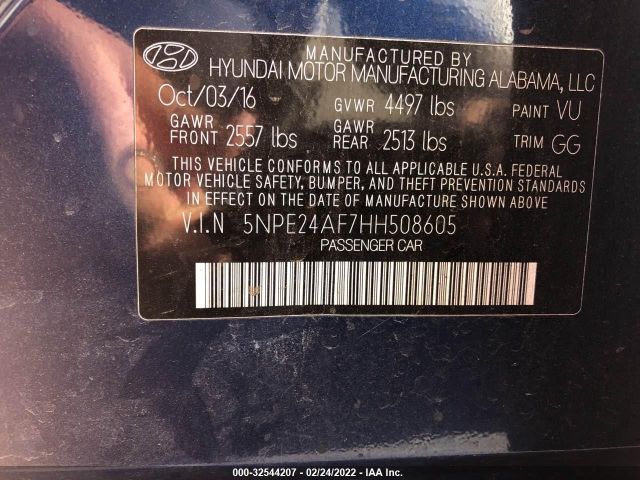 MANUFACTURED BY
HYUNDAI MOTOR MANUFACTURING ALABAMA, LLC
Oct/03/16 GVWR 4497 lbs PAINT VU
GAWR FRONT 2557 lbs GAWR REAR 2513 lbs TRIM GG
THIS VEHICLE CONFORMS TO ALL APPLICABLE U.S.A. FEDERAL
MOTOR VEHICLE SAFETY, BUMPER, AND THEFT PREVENTION STANDARDS
IN EFFECT ON THE DATE OF MANUFACTURE SHOWN ABOVE.
V.I.N 5NPE24AF7HH508605
PASSENGER CAR
000-32544207 - 02/24/2022 - IAA Inc.